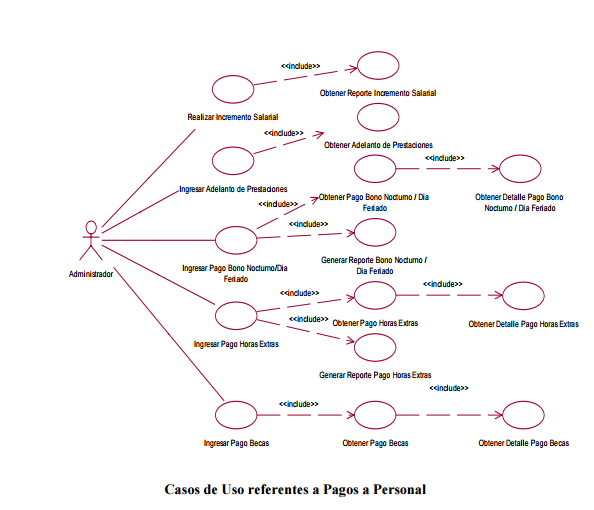 <<include>>
Obtener Reporte Incremento Salarial
Realizar Incremento Salarial
<<include>>
Obtener Adelanto de Prestaciones
<<include>>
Ingresar Adelanto de Prestaciones
Obtener Pago Bono Nocturno / Dia
Feriado
Obtener Detalle Pago Bono
Nocturno / Dia Feriado
<<include>>
<<include>>
Administrador
Ingresar Pago Bono Nocturno/Dia
Feriado
Generar Reporte Bono Nocturno /
Dia Feriado
<<include>>
<<include>>
<<include>>
Obtener Pago Horas Extras
Obtener Detalle Pago Horas Extras
Ingresar Pago Horas Extras
Generar Reporte Pago Horas Extras
<<include>>
<<include>>
Ingresar Pago Becas
Obtener Pago Becas
Obtener Detalle Pago Becas
Casos de Uso referentes a Pagos a Personal